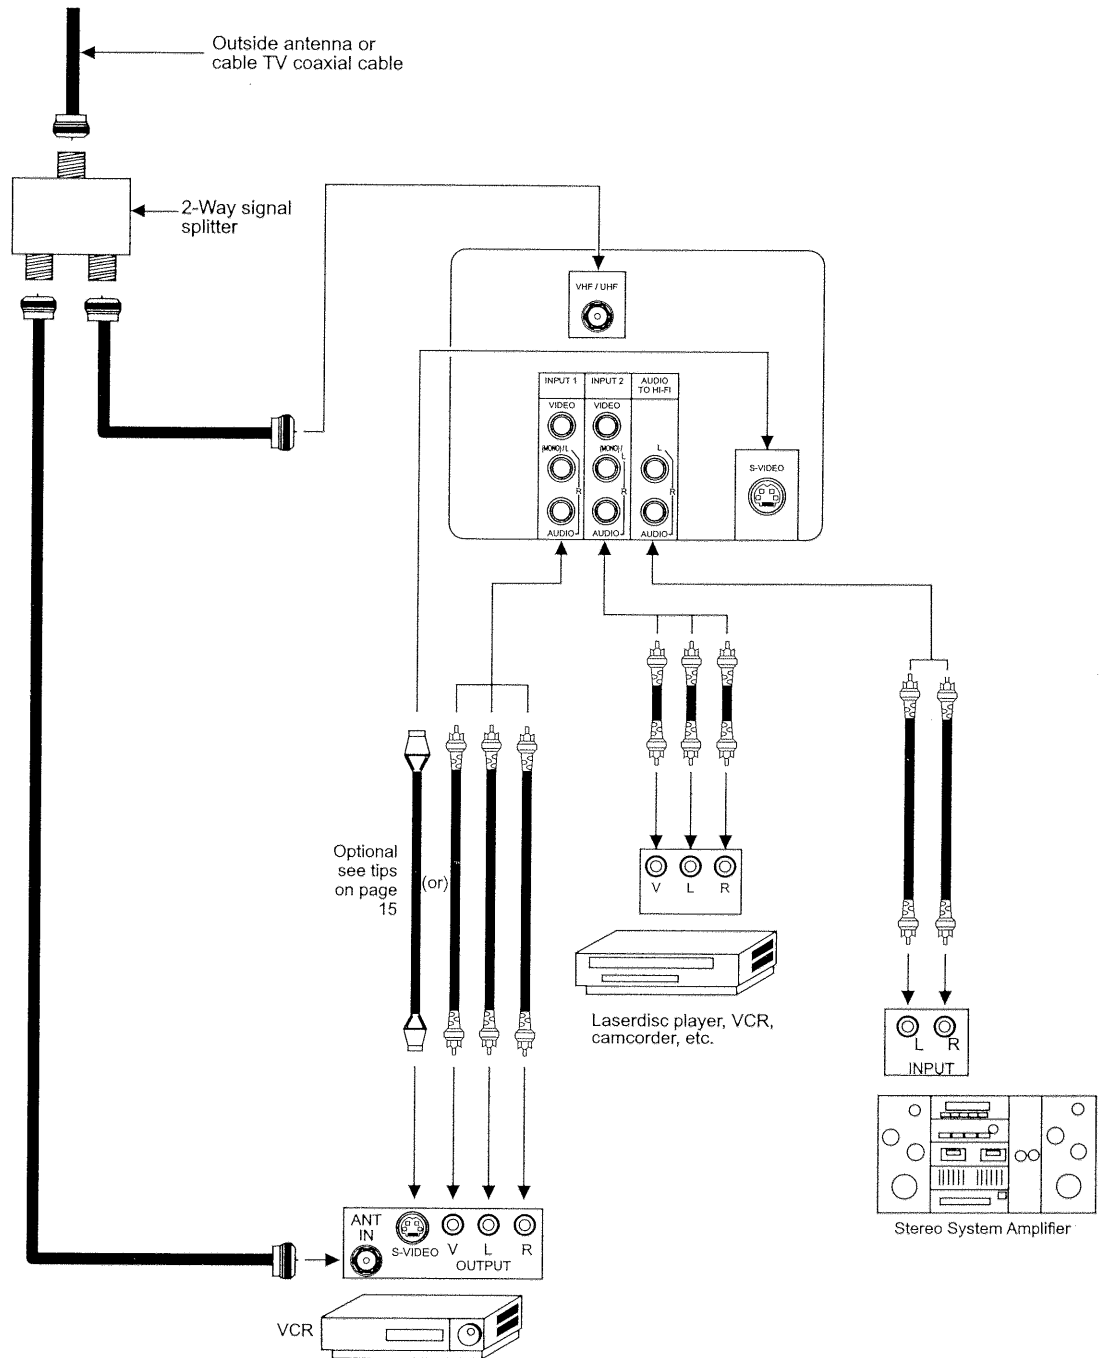 Outside antenna or
cable TV coaxial cable
2-Way signal
splitter
VHF / UHF
INPUT 1
INPUT 2
AUDIO
TO HI-FI
VIDEO
VIDEO
(MONO) / L
(MONO) /
L
L
R
R
R
AUDIO
AUDIO
AUDIO
S-VIDEO
Optional
see tips
on page
15
(or)
V L R
Laserdisc player, VCR,
camcorder, etc.
L R
INPUT
Stereo System Amplifier
ANT
IN
S-VIDEO
V L R
OUTPUT
VCR